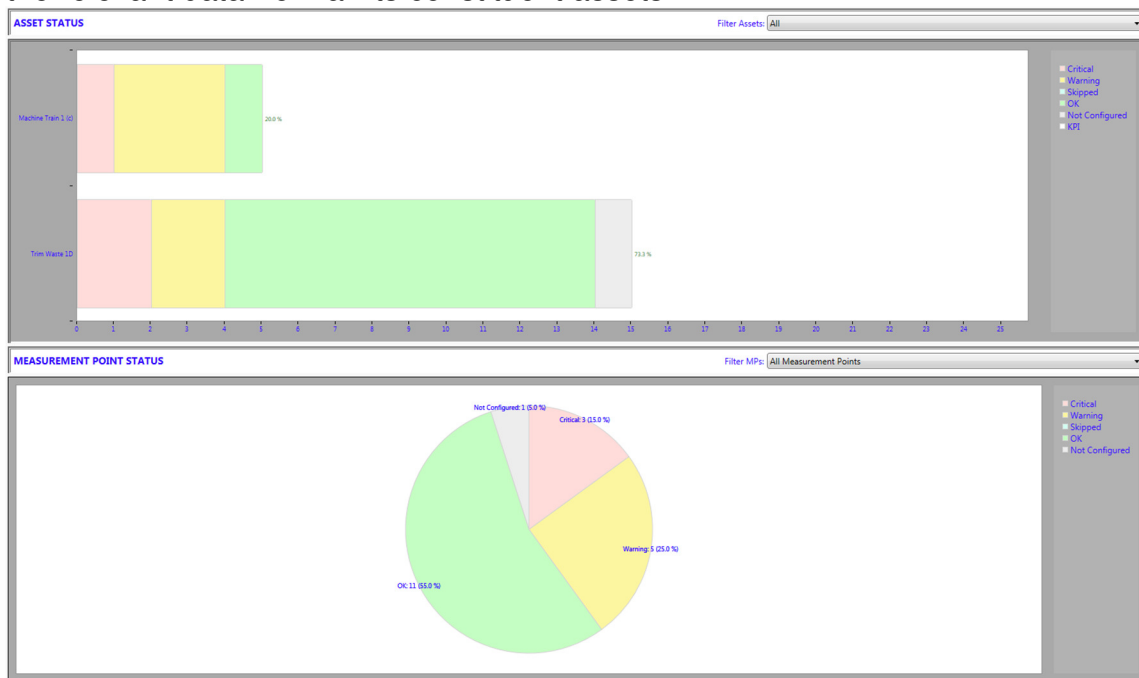 ASSET STATUS
Filter Assets: All
Machine Train 1 (c)
20.0 %
Trim Waste 1D
73.3 %
0 1 2 3 4 5 6 7 8 9 10 11 12 13 14 15 16 17 18 19 20 21 22 23 24 25
Critical
Warning
Skipped
OK
Not Configured
KPI
MEASUREMENT POINT STATUS
Filter MPs: All Measurement Points
Not Configured: 1 (5.0 %)
Critical: 3 (15.0 %)
Warning: 5 (25.0 %)
OK: 11 (55.0 %)
Critical
Warning
Skipped
OK
Not Configured